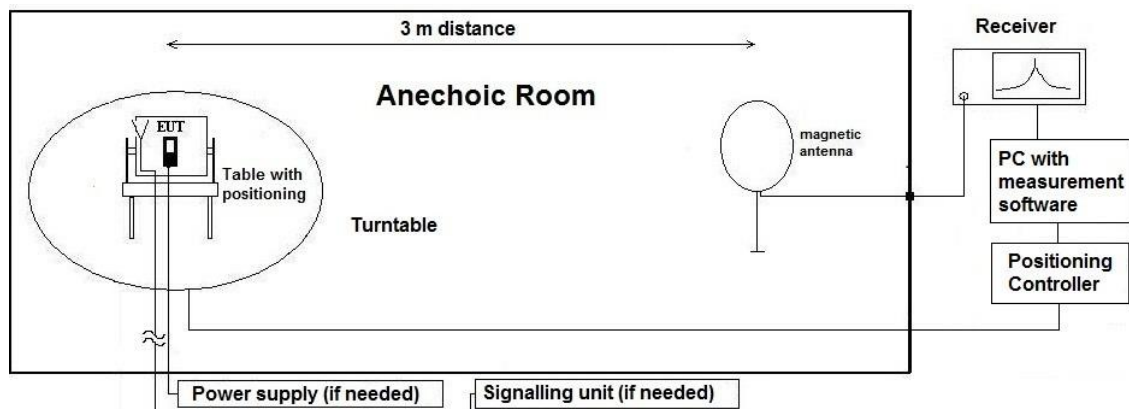 3 m distance
Receiver
Anechoic Room
EUT
magnetic
antenna
Table with
positioning
PC with
measurement
software
Turntable
Positioning
Controller
Power supply (if needed)
Signalling unit (if needed)